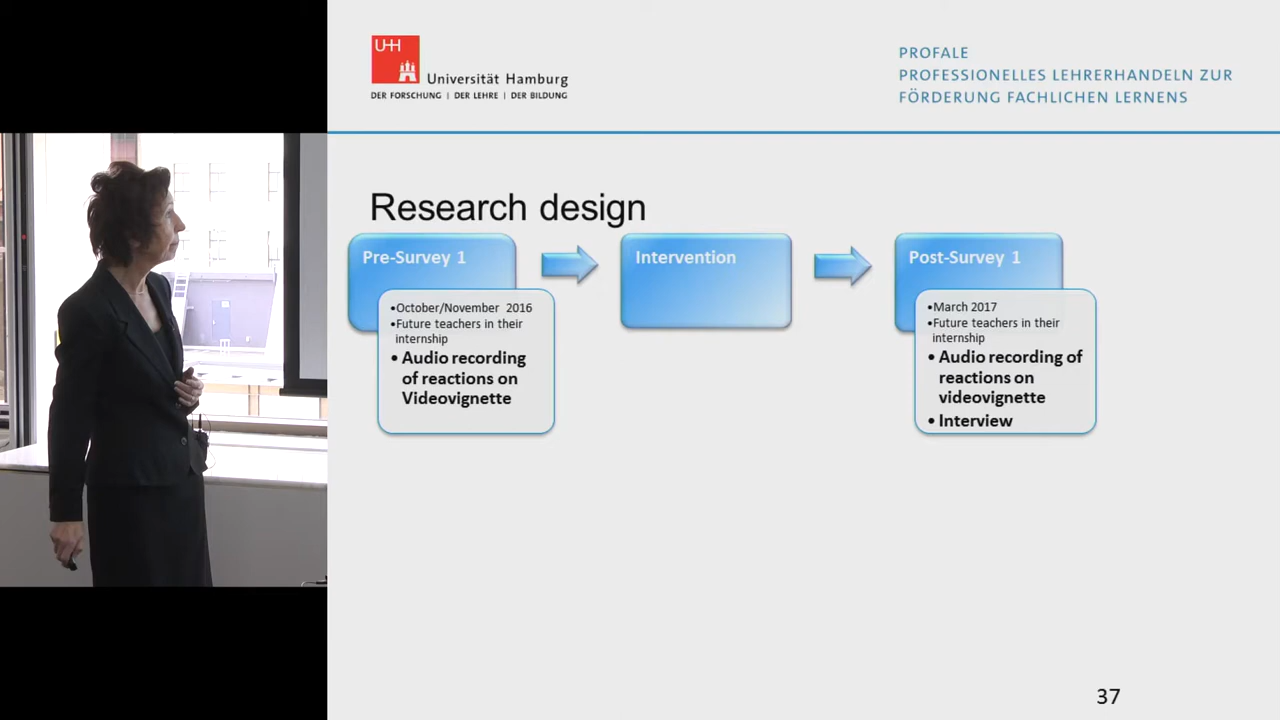 UHH
Universität Hamburg
DER FORSCHUNG | DER LEHRE | DER BILDUNG
PROFALE
PROFESSIONELLES LEHRERHANDELN ZUR
FÖRDERUNG FACHLICHEN LERNENS
Research design
Pre-Survey 1
•October/November 2016
•Future teachers in their
internship
• Audio recording
of reactions on
Videovignette
Intervention
Post-Survey 1
•March 2017
•Future teachers in their
internship
• Audio recording of
reactions on
videovignette
• Interview
37